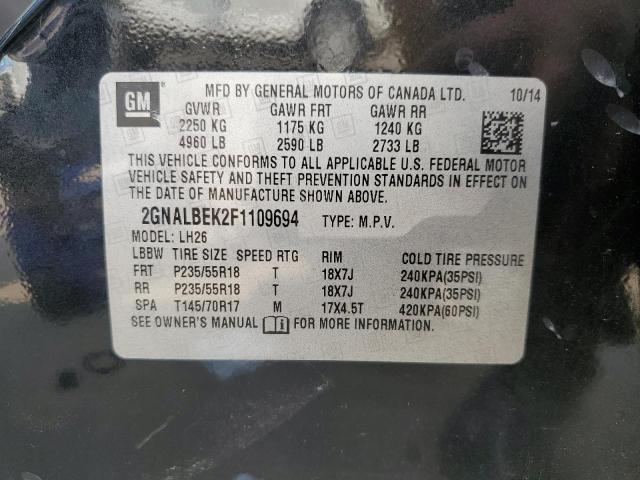 GM
MFD BY GENERAL MOTORS OF CANADA LTD. 10/14
GVWR GAWR FRT GAWR RR
2250 KG 1175 KG 1240 KG
4960 LB 2590 LB 2733 LB
THIS VEHICLE CONFORMS TO ALL APPLICABLE U.S. FEDERAL MOTOR
VEHICLE SAFETY AND THEFT PREVENTION STANDARDS IN EFFECT ON
THE DATE OF MANUFACTURE SHOWN ABOVE.
2GNALBEK2F1109694 TYPE: M.P.V.
MODEL: LH26
LBBW TIRE SIZE SPEED RTG RIM COLD TIRE PRESSURE
FRT P235/55R18 T 18X7J 240KPA(35PSI)
RR P235/55R18 T 18X7J 240KPA(35PSI)
SPA T145/70R17 M 17X4.5T 420KPA(60PSI)
SEE OWNER'S MANUAL i FOR MORE INFORMATION.